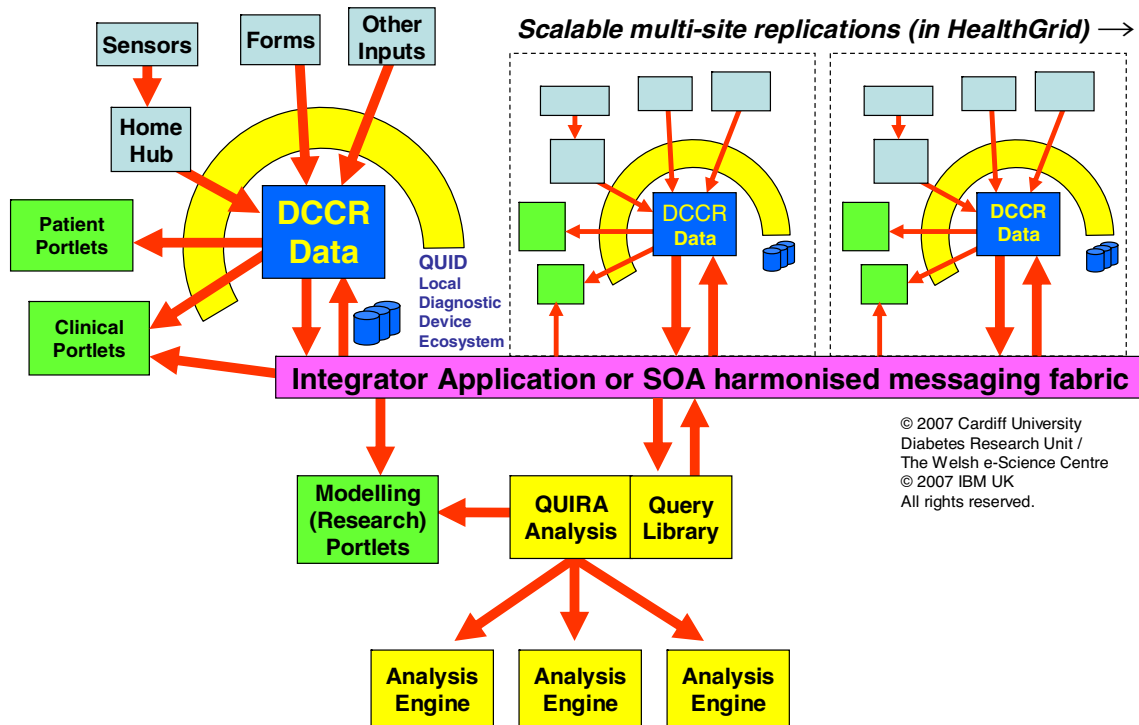 Sensors
Forms
Other
Inputs
Scalable multi-site replications (in HealthGrid) →
Home
Hub
DCCR
Data
Patient
Portlets
Clinical
Portlets
QUID
Local
Diagnostic
Device
Ecosystem
DCCR
Data
DCCR
Data
Integrator Application or SOA harmonised messaging fabric
© 2007 Cardiff University
Diabetes Research Unit /
The Welsh e-Science Centre
© 2007 IBM UK
All rights reserved.
Modelling
(Research)
Portlets
QUIRA
Analysis
Query
Library
Analysis
Engine
Analysis
Engine
Analysis
Engine